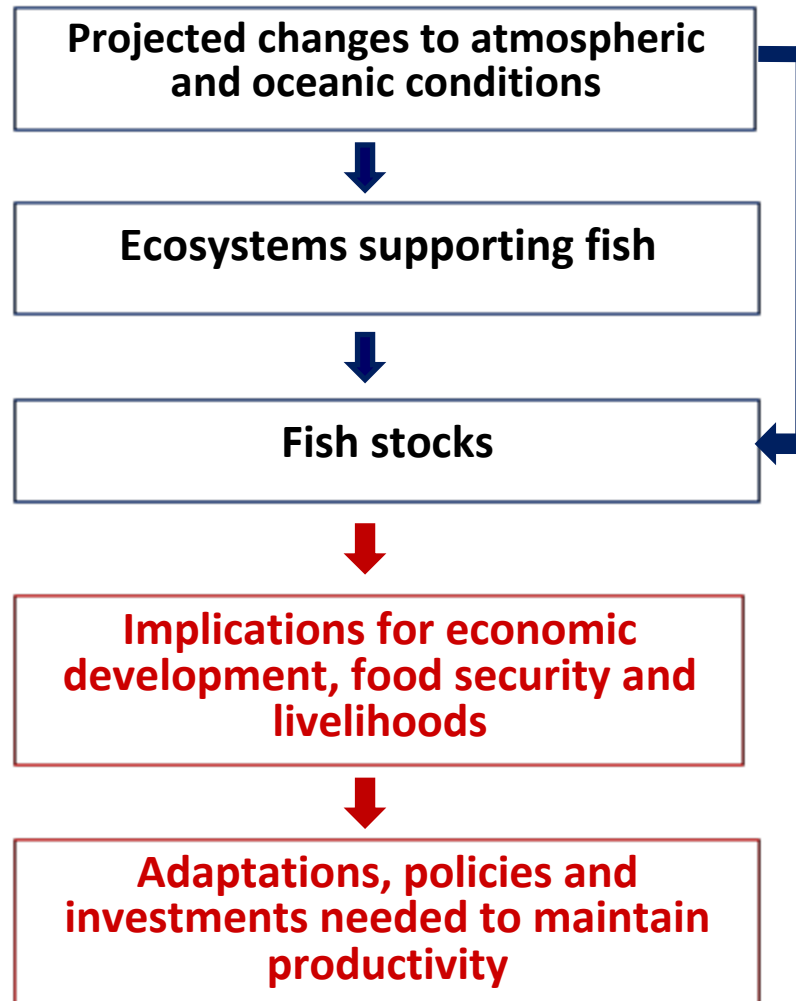 Projected changes to atmospheric
and oceanic conditions
Ecosystems supporting fish
Fish stocks
Implications for economic
development, food security and
livelihoods
Adaptations, policies and
investments needed to maintain
productivity